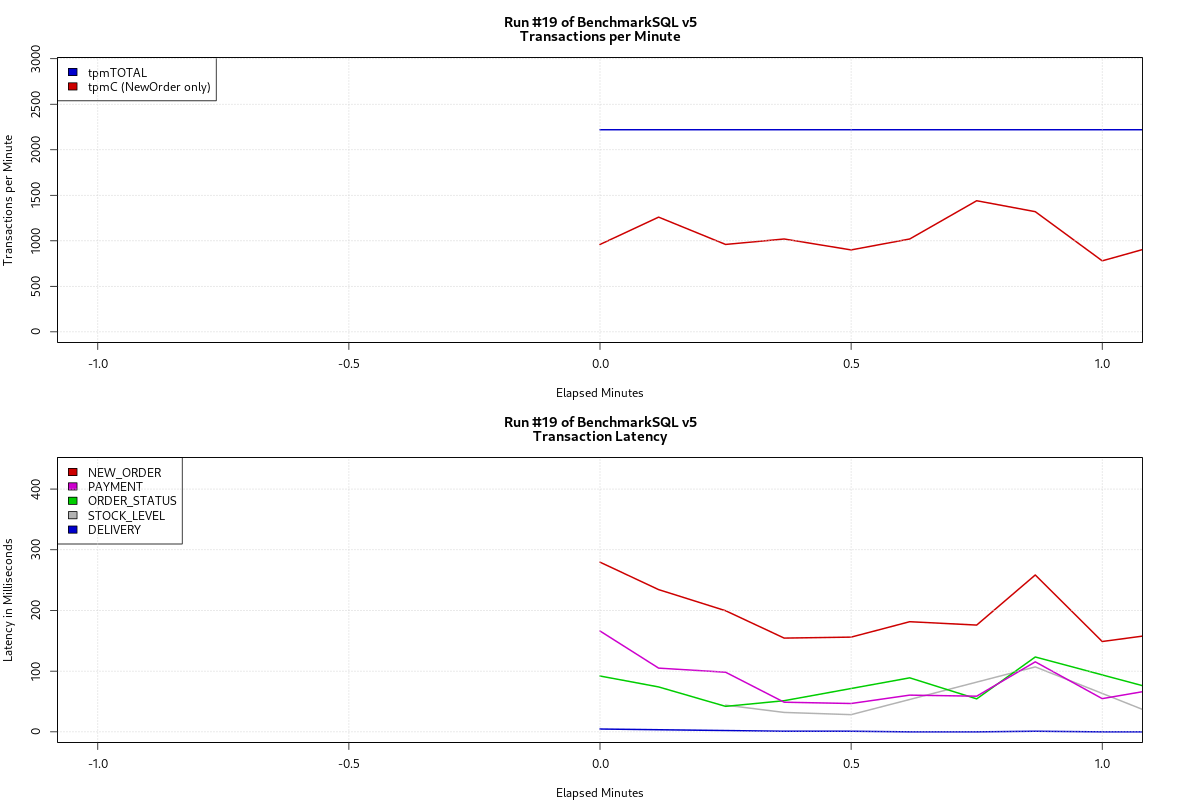 Run #19 of BenchmarkSQL v5
Transactions per Minute
tpmTOTAL
tpmC (NewOrder only)
Transactions per Minute
3000
2500
2000
1500
1000
500
0
-1.0
-0.5
0.0
0.5
1.0
Elapsed Minutes
Run #19 of BenchmarkSQL v5
Transaction Latency
NEW_ORDER
PAYMENT
ORDER_STATUS
STOCK_LEVEL
DELIVERY
Latency in Milliseconds
400
300
200
100
0
-1.0
-0.5
0.0
0.5
1.0
Elapsed Minutes